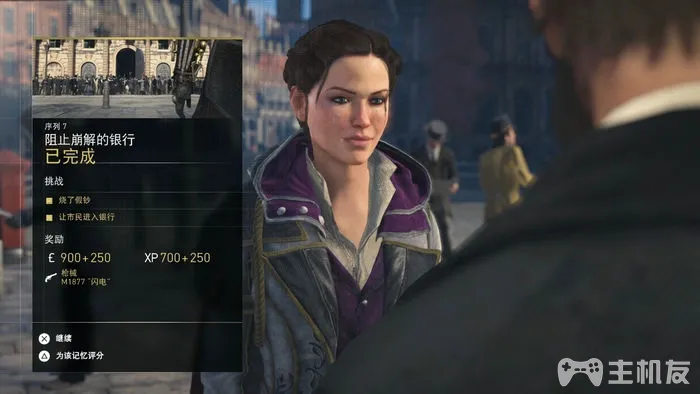 序列 7
阻止崩解的银行
已完成
挑战
烧了假钞
让市民进入银行
奖励
£ 900+250 XP 700+250
枪械
M1877 "闪电"
继续
为该记忆评分
主机友